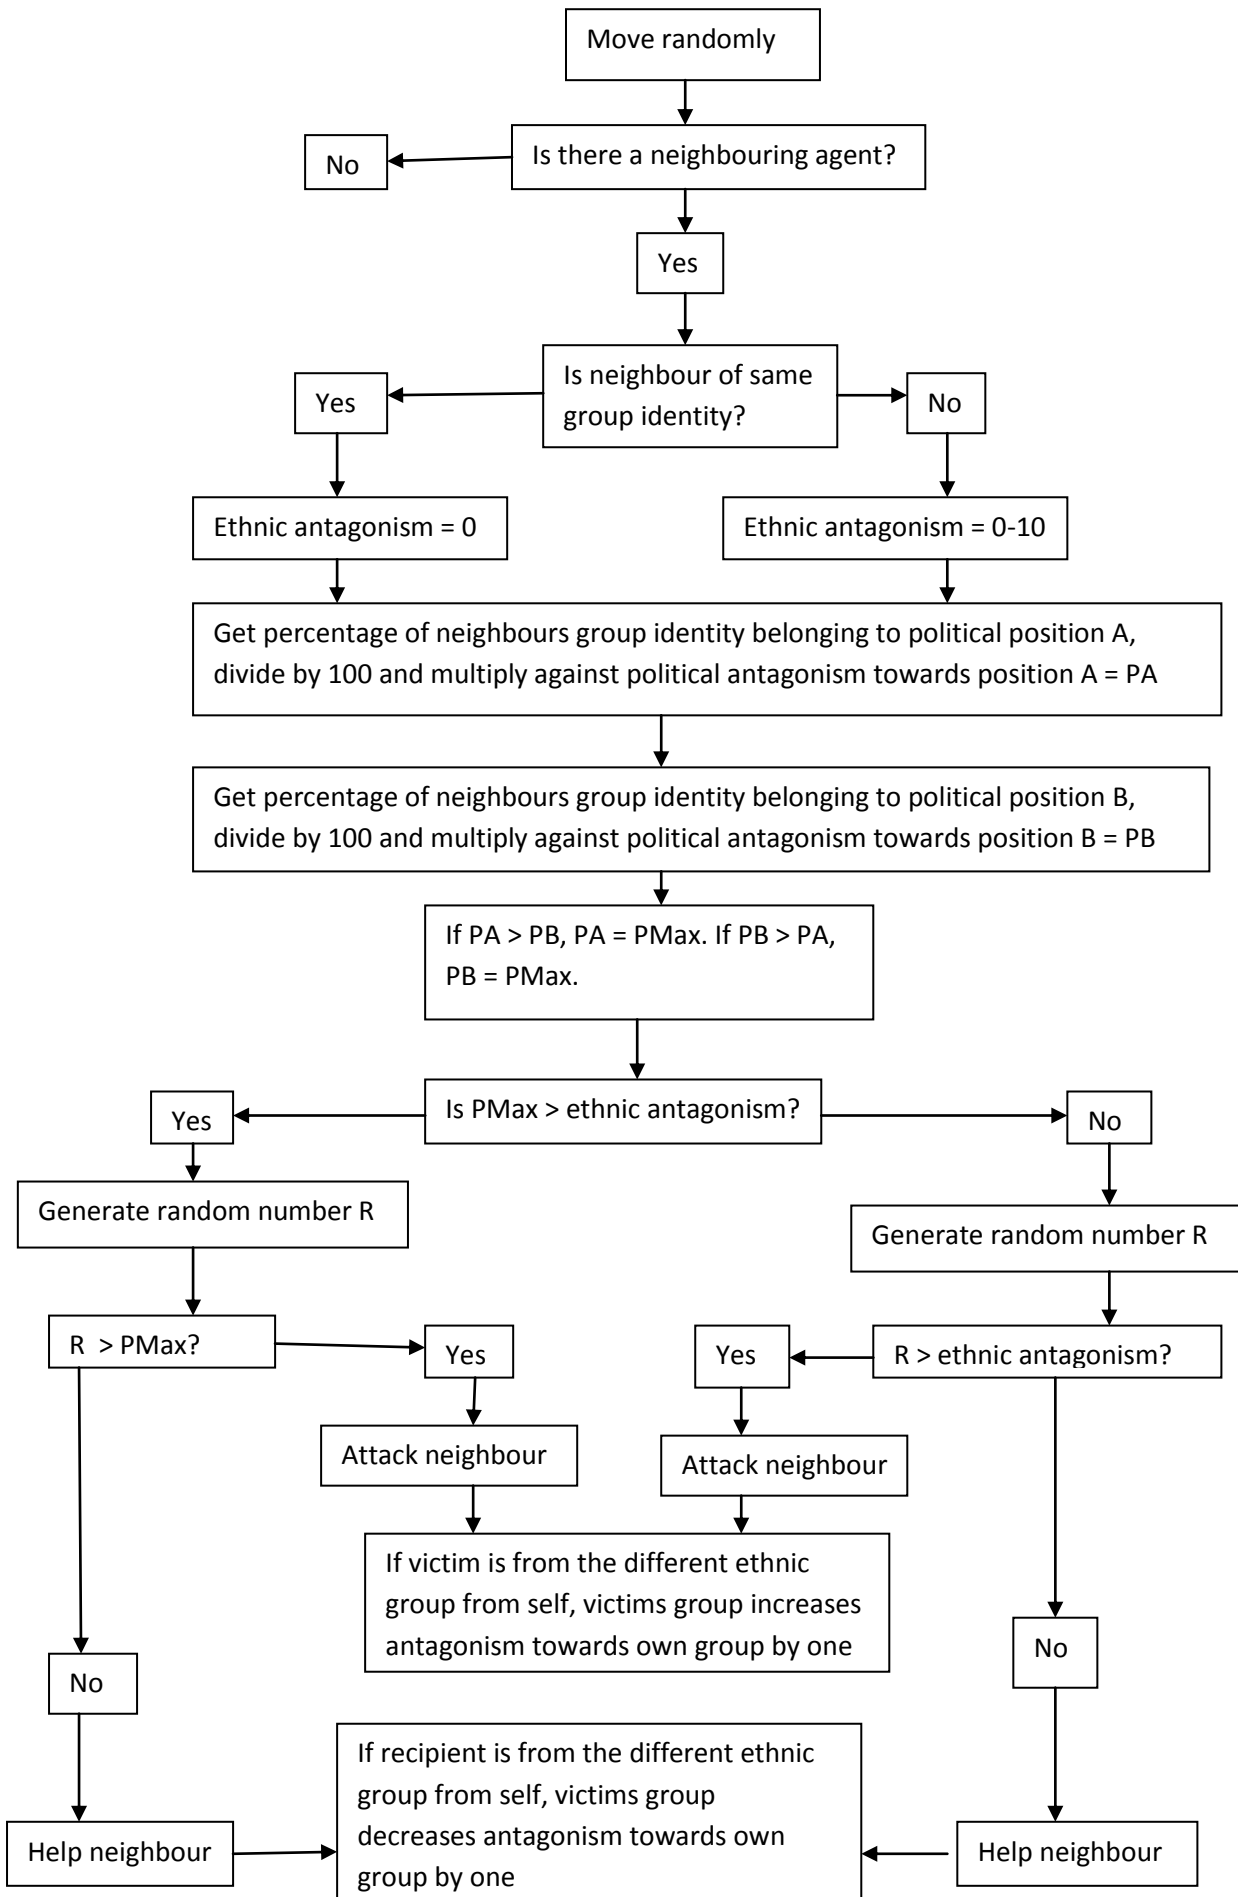 Move randomly
Is there a neighbouring agent?
No
Yes
Is neighbour of same
group identity?
Yes
No
Ethnic antagonism = 0
Ethnic antagonism = 0-10
Get percentage of neighbours group identity belonging to political position A,
divide by 100 and multiply against political antagonism towards position A = PA
Get percentage of neighbours group identity belonging to political position B,
divide by 100 and multiply against political antagonism towards position B = PB
If PA > PB, PA = PMax. If PB > PA,
PB = PMax.
Is PMax > ethnic antagonism?
Yes
No
Generate random number R
Generate random number R
R  > PMax?
Yes
Yes
R > ethnic antagonism?
Attack neighbour
Attack neighbour
If victim is from the different ethnic
group from self, victims group increases
antagonism towards own group by one
No
No
If recipient is from the different ethnic
group from self, victims group
decreases antagonism towards own
group by one
Help neighbour
Help neighbour